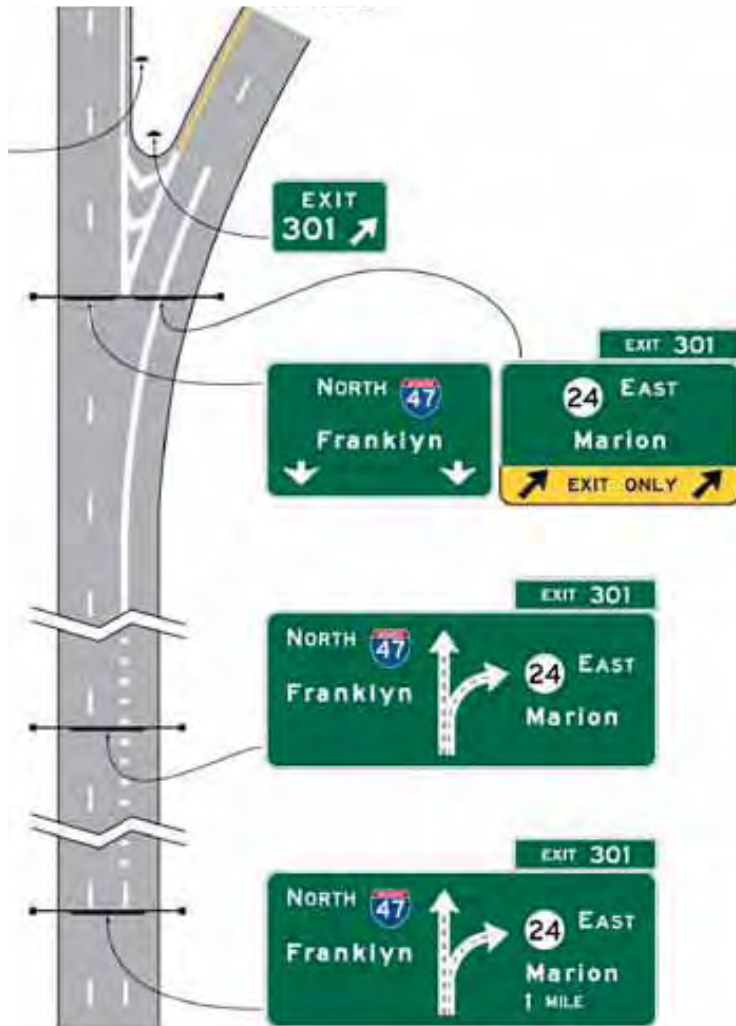 EXIT
301
EXIT 301
NORTH 47
Franklyn
24 EAST
Marion
EXIT ONLY
EXIT 301
NORTH 47
Franklyn
24 EAST
Marion
EXIT 301
NORTH 47
Franklyn
24 EAST
Marion
1 MILE